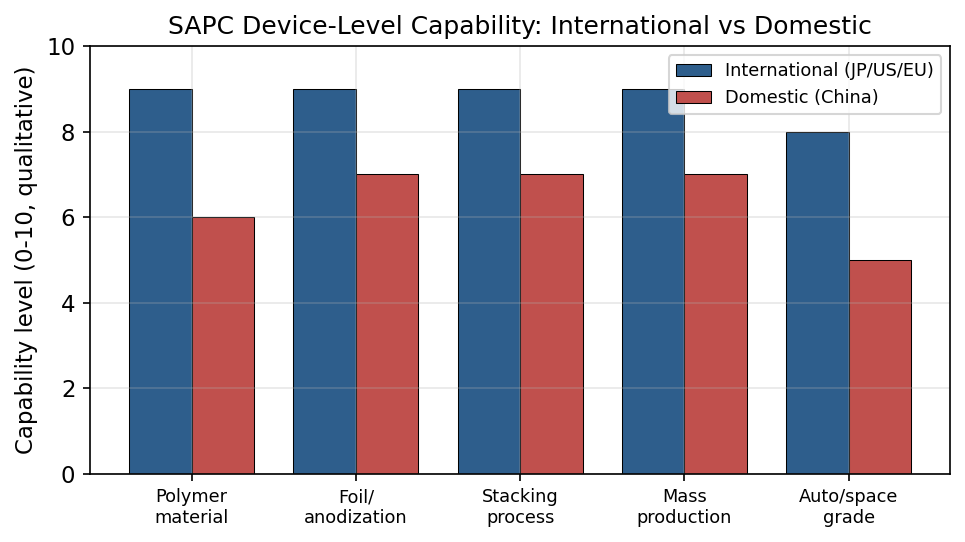 SAPC Device-Level Capability: International vs Domestic
Capability level (0-10, qualitative)
10
8
6
4
2
0
International (JP/US/EU)
Domestic (China)
Polymer
material
Foil/
anodization
Stacking
process
Mass
production
Auto/space
grade